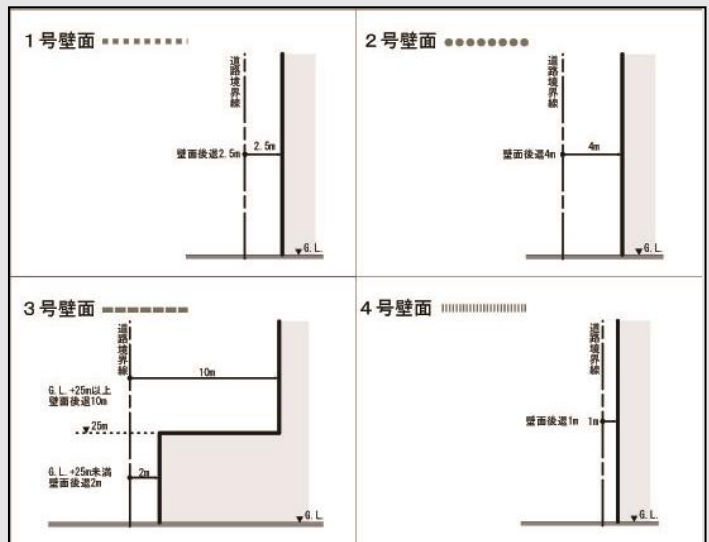 1号壁面
道路境界線
壁面後退2.5m
2.5m
G.L.
2号壁面
道路境界線
壁面後退4m
4m
G.L.
3号壁面
道路境界線
10m
G.L.+25m以上
壁面後退10m
25m
G.L.+25m未満
壁面後退2m
2m
G.L.
4号壁面
道路境界線
壁面後退1m
1m
G.L.